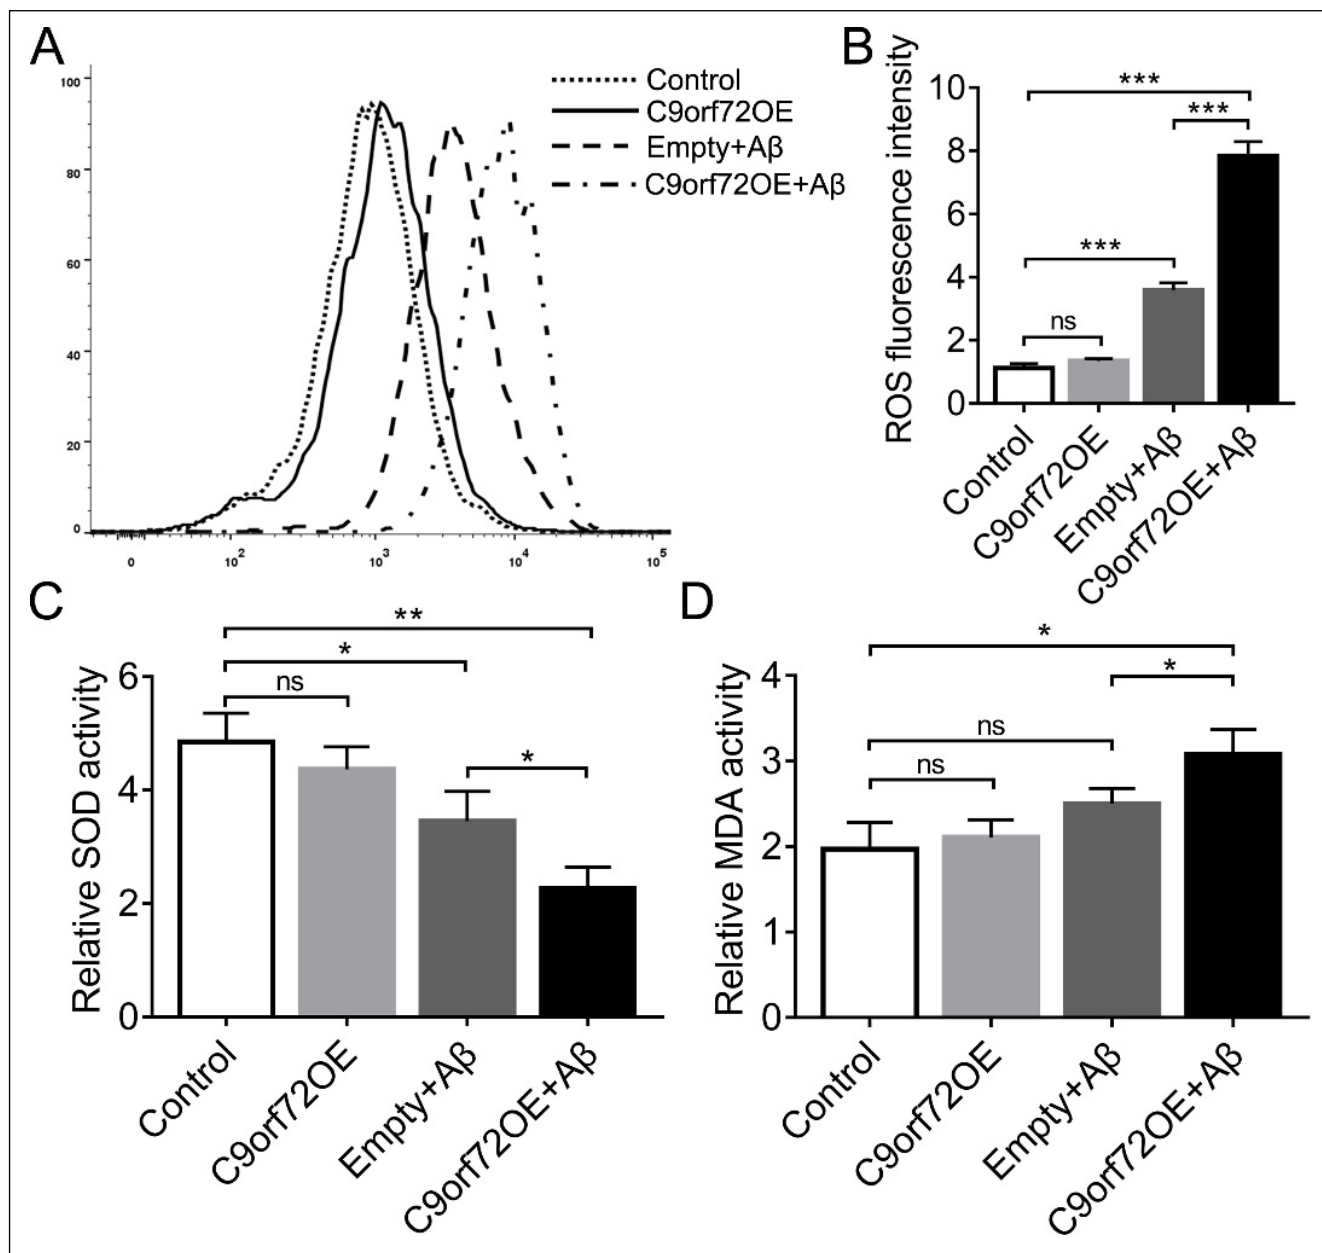 A
100
80
60
40
20
0
0
10²
10³
10⁴
10⁵
Control
C9orf72OE
Empty+Aβ
C9orf72OE+Aβ
B
ROS fluorescence intensity
10
8
6
4
2
0
***
***
***
ns
Control
C9orf72OE
Empty+Aβ
C9orf72OE+Aβ
C
Relative SOD activity
6
4
2
0
**
*
ns
*
Control
C9orf72OE
Empty+Aβ
C9orf72OE+Aβ
D
Relative MDA activity
4
3
2
1
0
*
*
ns
ns
Control
C9orf72OE
Empty+Aβ
C9orf72OE+Aβ